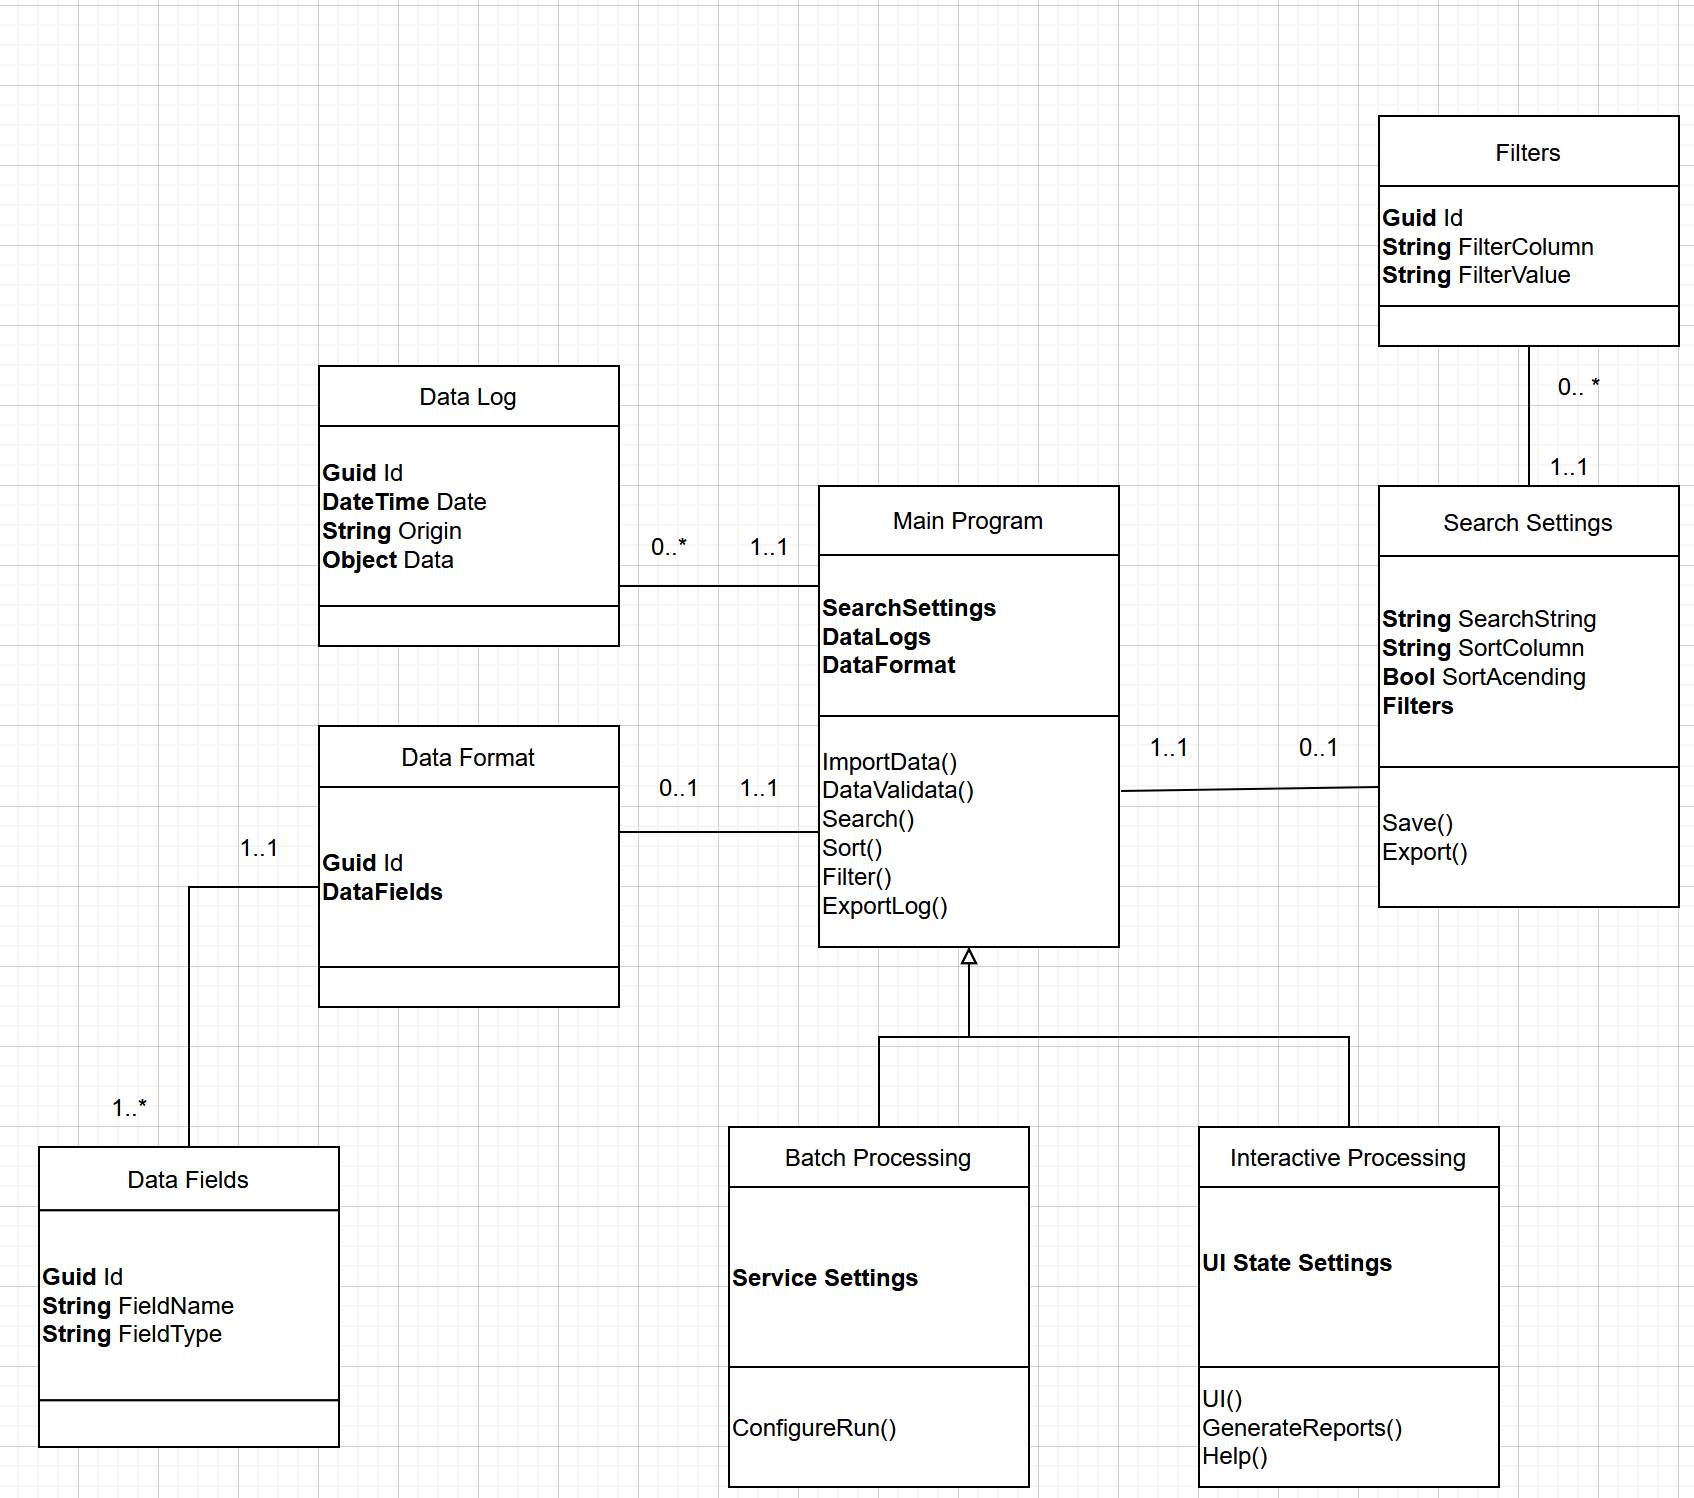 Filters
Guid Id
String FilterColumn
String FilterValue
0.. *
1..1
Data Log
Guid Id
DateTime Date
String Origin
Object Data
0..*
1..1
Main Program
SearchSettings
DataLogs
DataFormat
ImportData()
DataValidata()
Search()
Sort()
Filter()
ExportLog()
Search Settings
String SearchString
String SortColumn
Bool SortAcending
Filters
Save()
Export()
1..1
0..1
Data Format
Guid Id
DataFields
0..1
1..1
1..1
1..*
Data Fields
Guid Id
String FieldName
String FieldType
Batch Processing
Service Settings
ConfigureRun()
Interactive Processing
UI State Settings
UI()
GenerateReports()
Help()